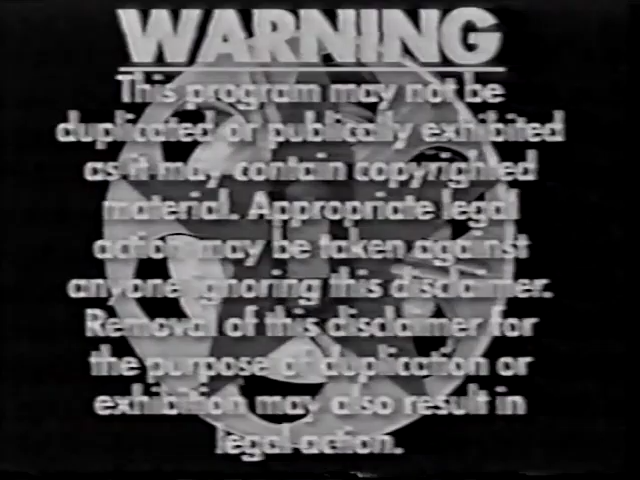 WARNING
This program may not be
duplicated or publically exhibited
as it may contain copyrighted
material. Appropriate legal
action may be taken against
anyone ignoring this disclaimer.
Removal of this disclaimer for
the purpose of duplication or
exhibition may also result in
legal action.